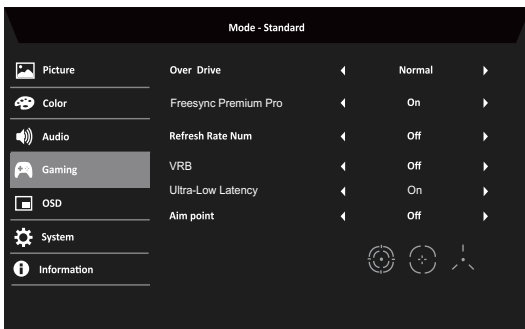 Mode - Standard
Picture
Color
Audio
Gaming
OSD
System
Information
Over Drive Normal
Freesync Premium Pro On
Refresh Rate Num Off
VRB Off
Ultra-Low Latency On
Aim point Off